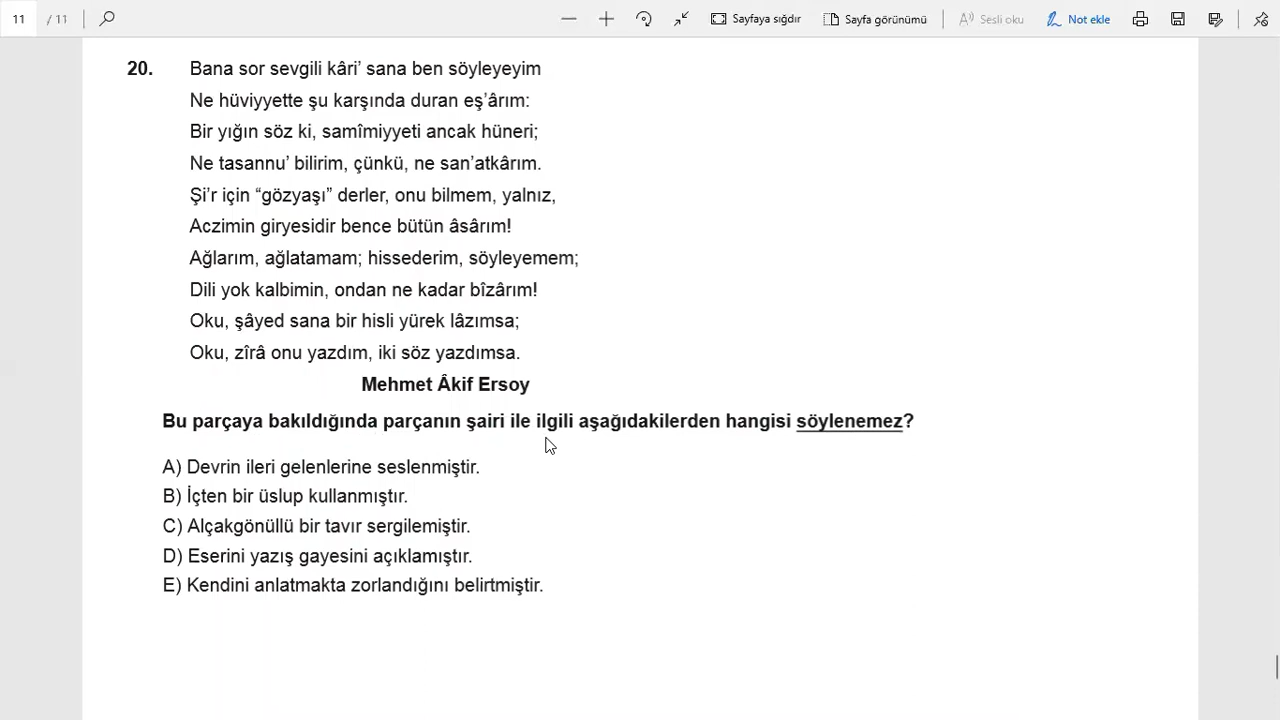 11 / 11 Sayfaya sığdır Sayfa görünümü Sesli oku Not ekle
20. Bana sor sevgili kâri’ sana ben söyleyeyim
Ne hüviyyette şu karşında duran eş’ârım:
Bir yığın söz ki, samîmiyyeti ancak hüneri;
Ne tasannu’ bilirim, çünkü, ne san’atkârım.
Şi’r için “gözyaşı” derler, onu bilmem, yalnız,
Aczimin giryesidir bence bütün âsârım!
Ağlarım, ağlatamam; hissederim, söyleyemem;
Dili yok kalbimin, ondan ne kadar bîzârım!
Oku, şâyed sana bir hisli yürek lâzımsa;
Oku, zîrâ onu yazdım, iki söz yazdımsa.
Mehmet Âkif Ersoy
Bu parçaya bakıldığında parçanın şairi ile ilgili aşağıdakilerden hangisi söylenemez?
A) Devrin ileri gelenlerine seslenmiştir.
B) İçten bir üslup kullanmıştır.
C) Alçakgönüllü bir tavır sergilemiştir.
D) Eserini yazış gayesini açıklamıştır.
E) Kendini anlatmakta zorlandığını belirtmiştir.